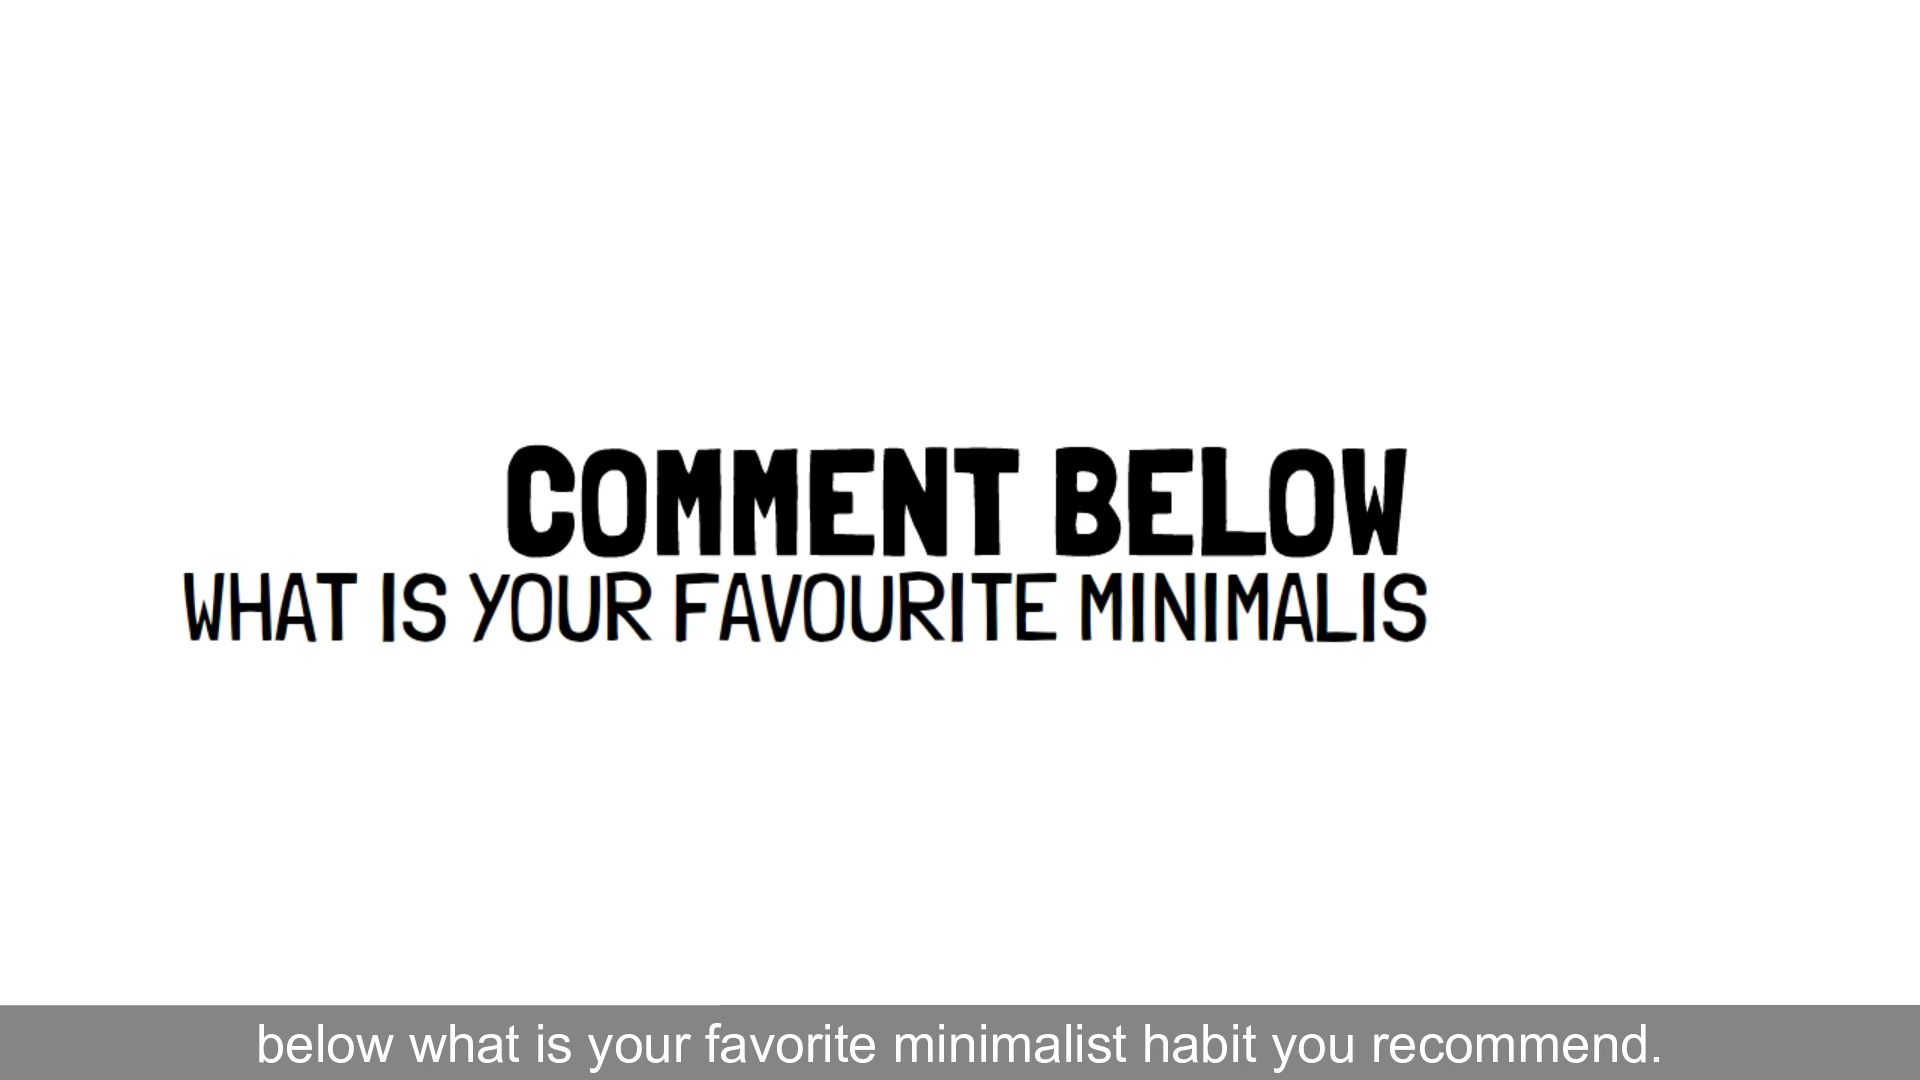 COMMENT BELOW
WHAT IS YOUR FAVOURITE MINIMALIS
below what is your favorite minimalist habit you recommend.